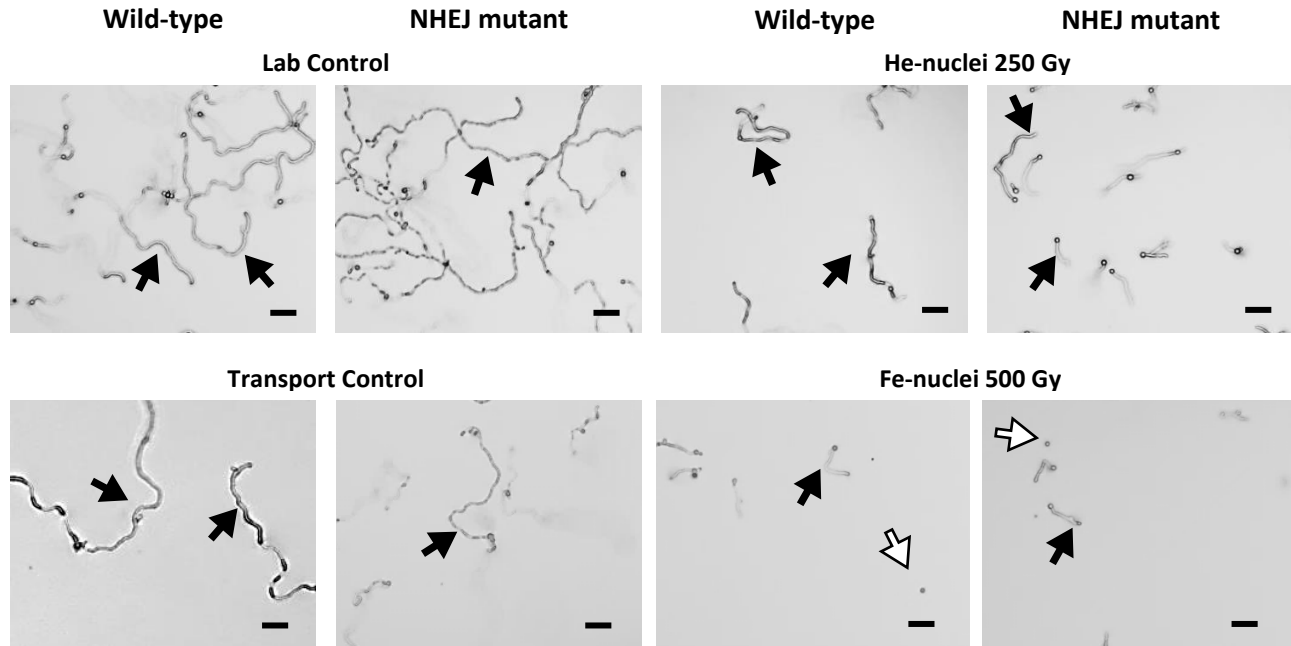 Wild-type NHEJ mutant Wild-type NHEJ mutant
Lab Control He-nuclei 250 Gy
Transport Control Fe-nuclei 500 Gy